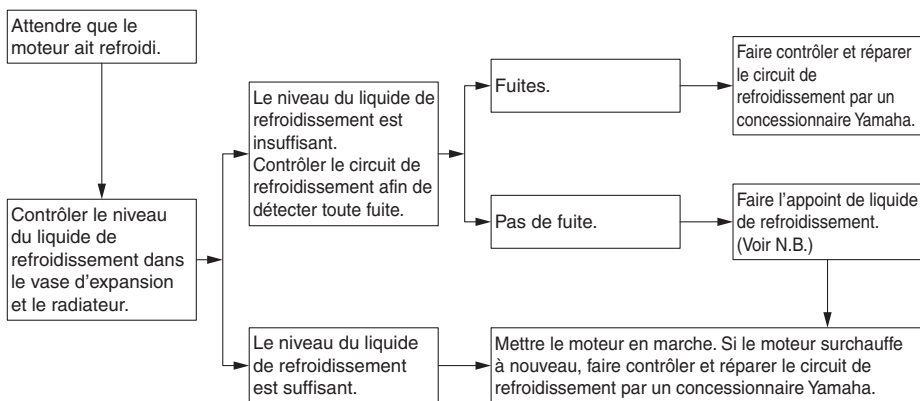 Attendre que le
moteur ait refroidi.
Contrôler le niveau
du liquide de
refroidissement dans
le vase d’expansion
et le radiateur.
Le niveau du liquide de
refroidissement est
insuffisant.
Contrôler le circuit de
refroidissement afin de
détecter toute fuite.
Fuites.
Faire contrôler et réparer
le circuit de
refroidissement par un
concessionnaire Yamaha.
Pas de fuite.
Faire l’appoint de liquide
de refroidissement.
(Voir N.B.)
Le niveau du liquide
de refroidissement
est suffisant.
Mettre le moteur en marche. Si le moteur surchauffe
à nouveau, faire contrôler et réparer le circuit de
refroidissement par un concessionnaire Yamaha.